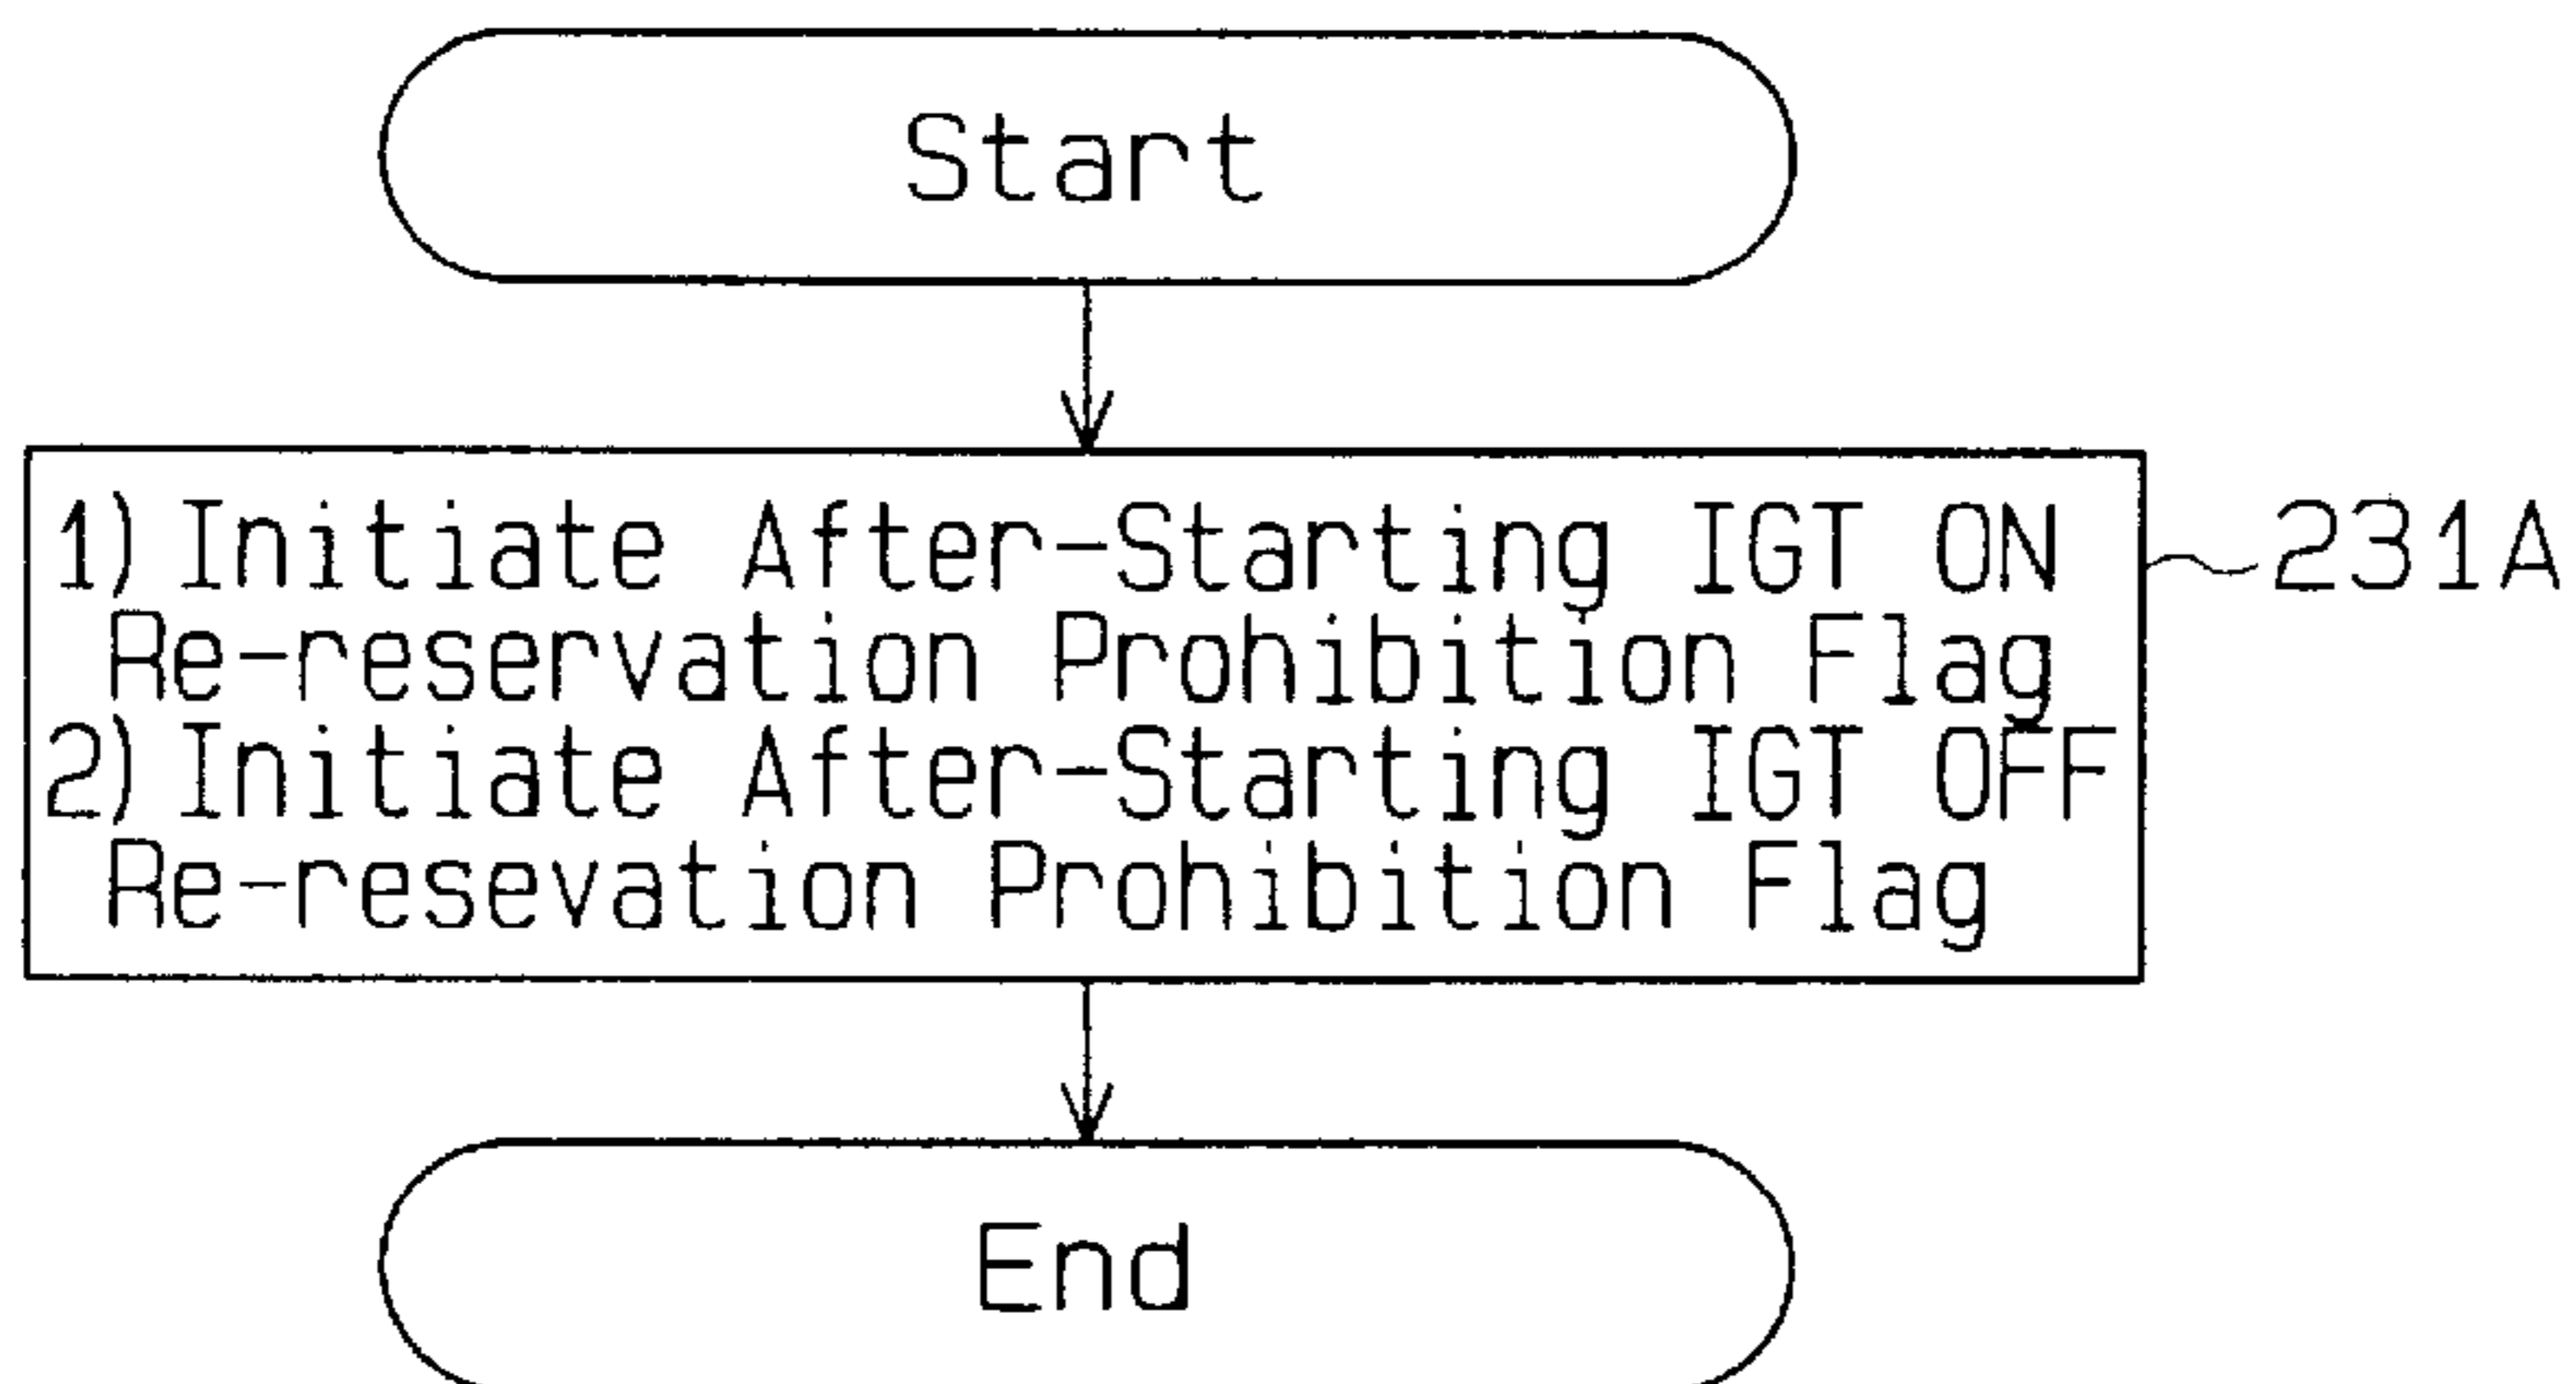 Start
1) Initiate After-Starting IGT ON
Re-reservation Prohibition Flag
2) Initiate After-Starting IGT OFF
Re-resevation Prohibition Flag
231A
End